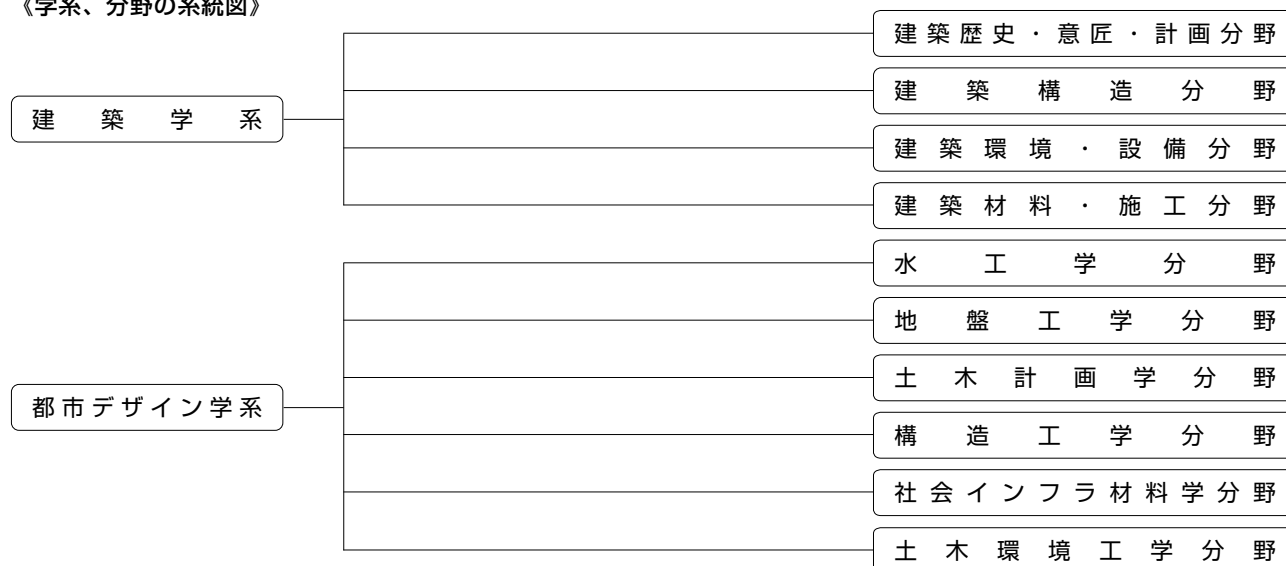 《学系、分野の系統図》
建築歴史・意匠・計画分野
建築構造分野
建築学系
建築環境・設備分野
建築材料・施工分野
水工学分野
地盤工学分野
土木計画学分野
都市デザイン学系
構造工学分野
社会インフラ材料学分野
土木環境工学分野